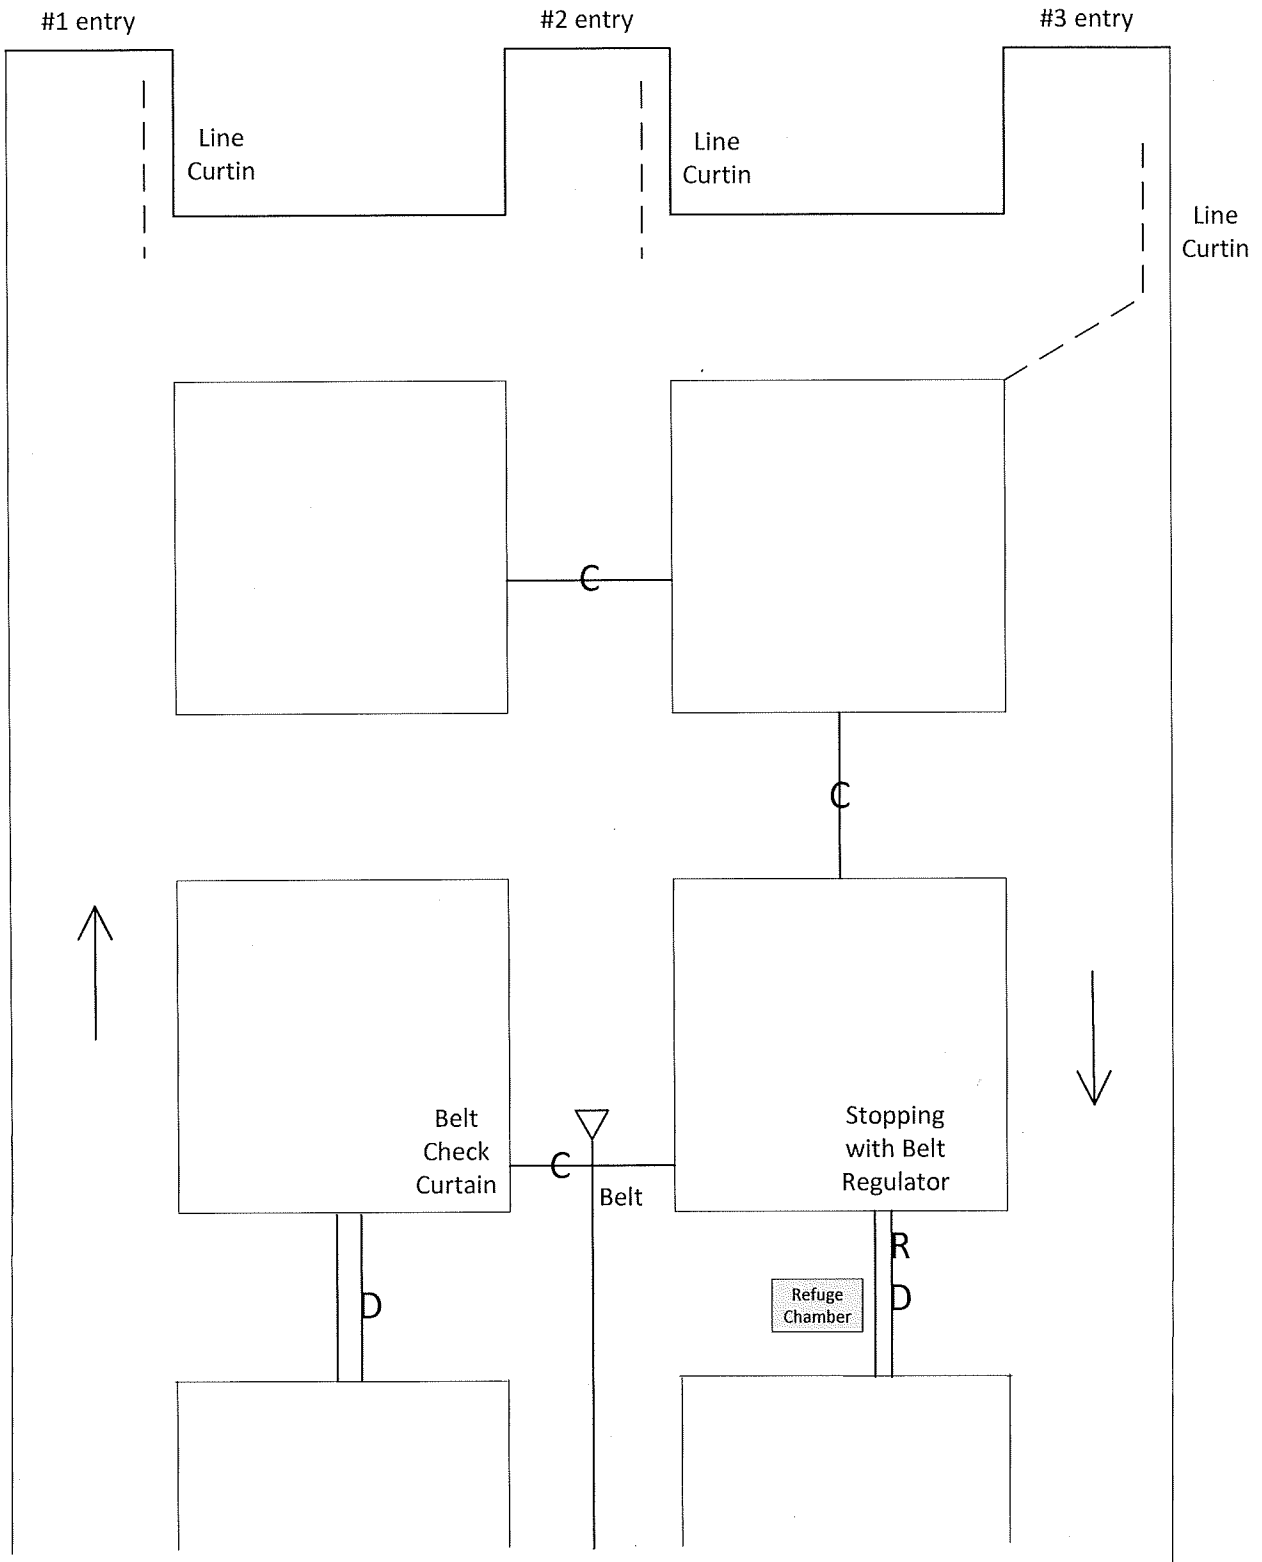 #1 entry
#2 entry
#3 entry
Line
Curtin
Line
Curtin
Line
Curtin
C
C
Belt
Check
Curtain
C
Belt
Stopping
with Belt
Regulator
R
D
Refuge
Chamber
D